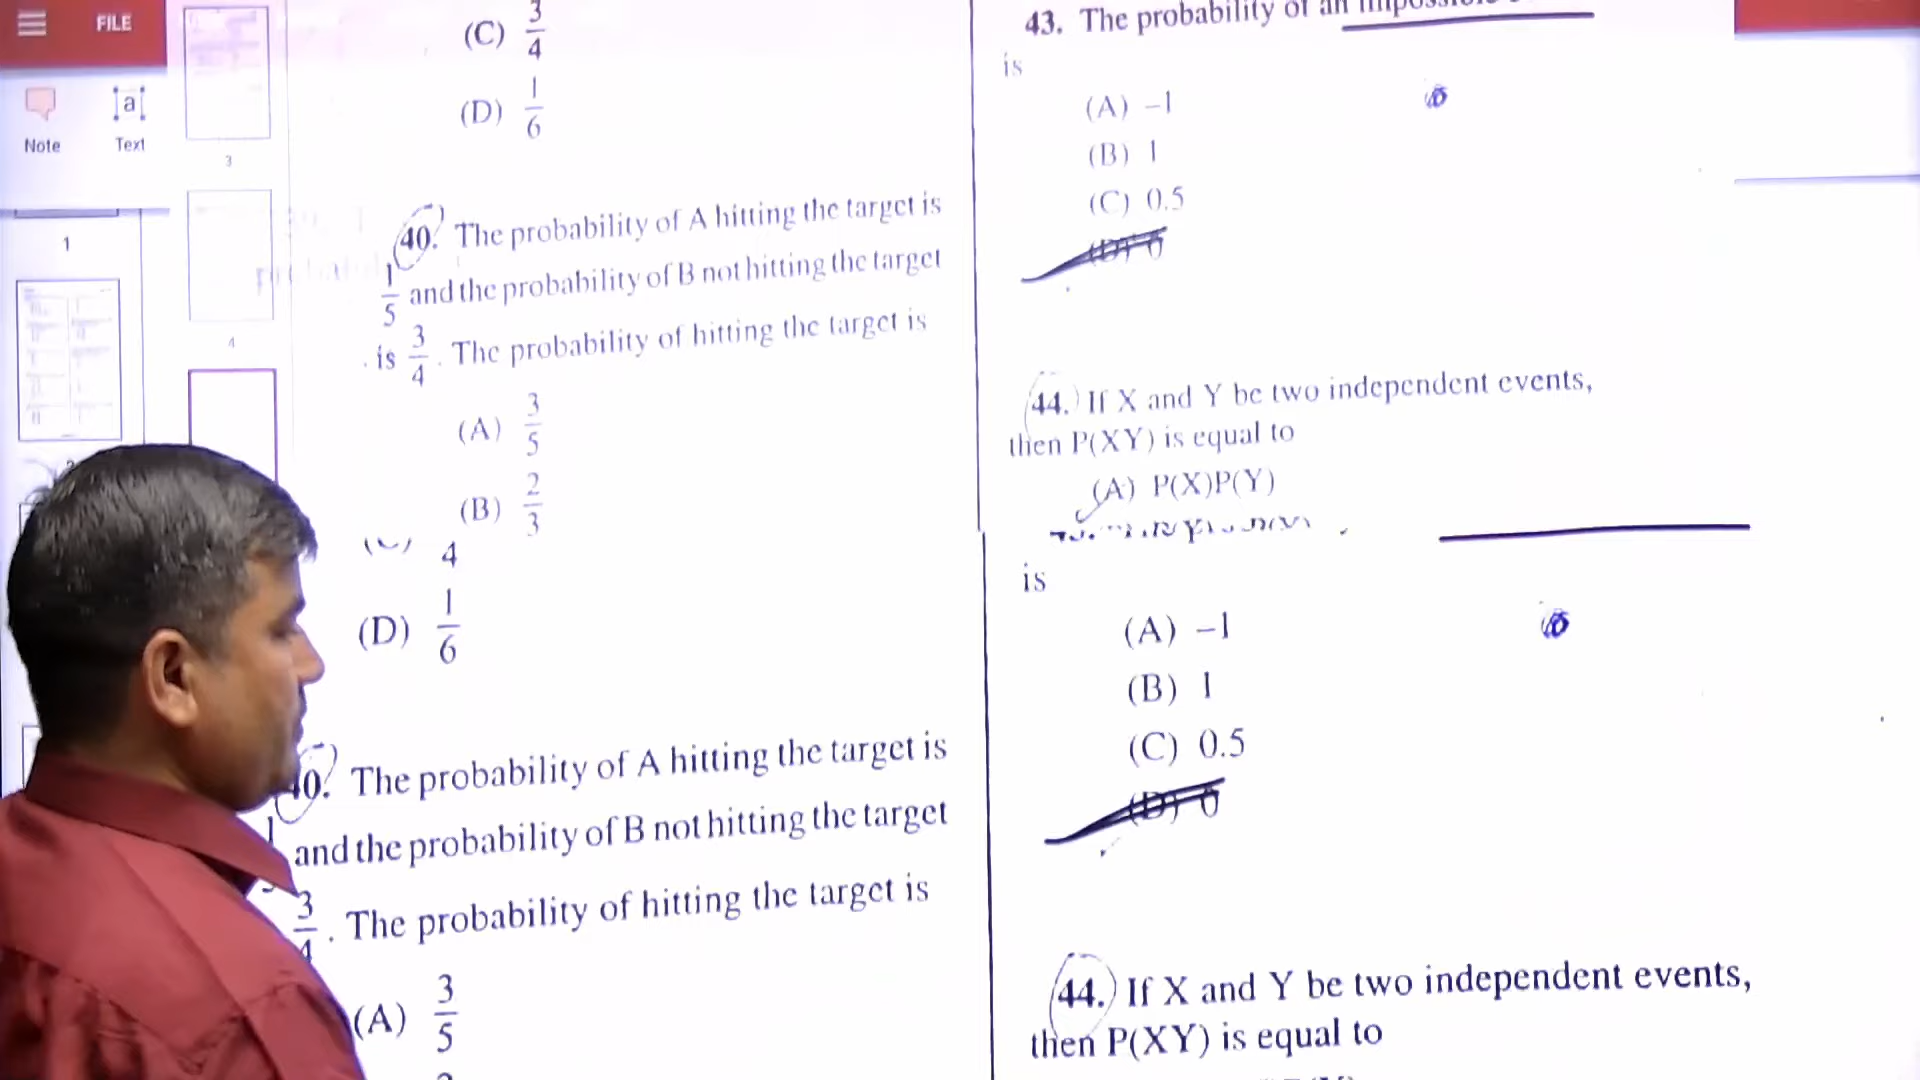 FILE
Note
Text
3
1
4
(C) 3/4
(D) 1/6
40. The probability of A hitting the target is
1/5 and the probability of B not hitting the target
is 3/4. The probability of hitting the target is
(A) 3/5
(B) 2/3
4
(D) 1/6
40. The probability of A hitting the target is
and the probability of B not hitting the target
3/4. The probability of hitting the target is
(A) 3/5
43. The probability of an
is
(A) –1
(B) 1
(C) 0.5
(D) 0
44. If X and Y be two independent events,
then P(XY) is equal to
(A) P(X)P(Y)
is
(A) –1
(B) 1
(C) 0.5
(D) 0
44. If X and Y be two independent events,
then P(XY) is equal to